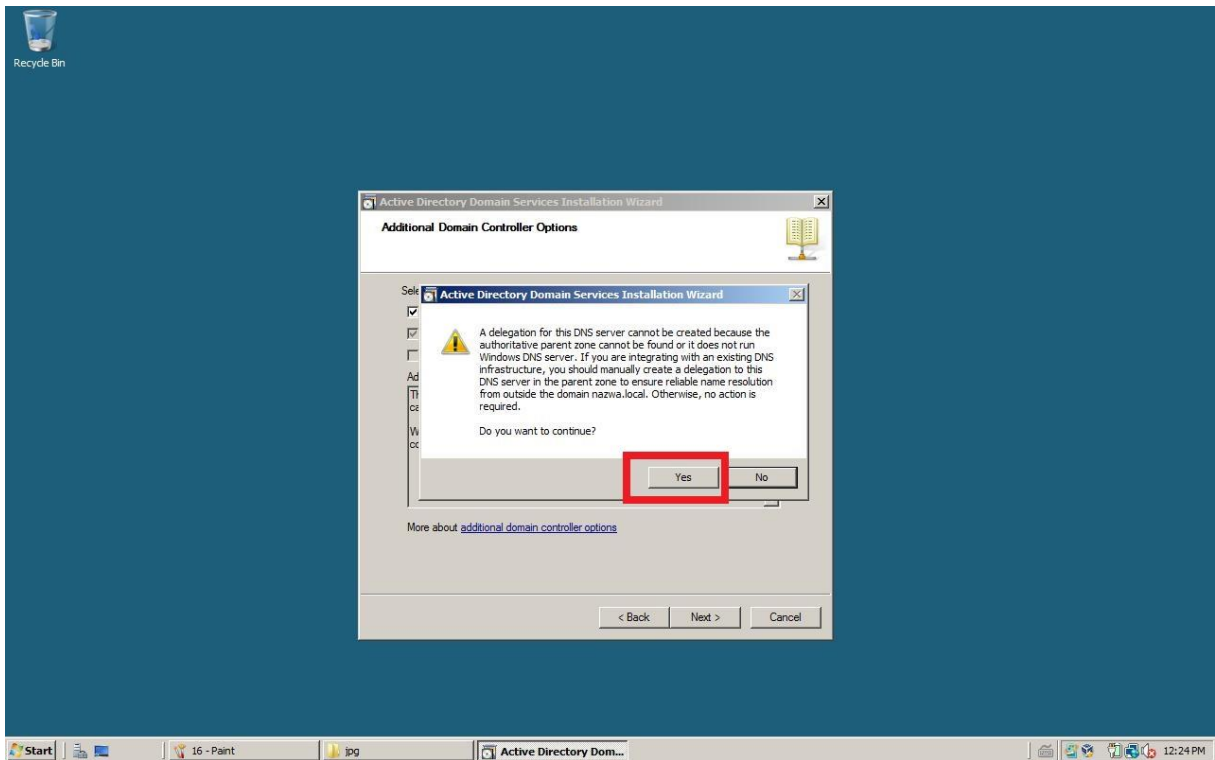 Recycle Bin
Active Directory Domain Services Installation Wizard
Additional Domain Controller Options
Active Directory Domain Services Installation Wizard
A delegation for this DNS server cannot be created because the
authoritative parent zone cannot be found or it does not run
Windows DNS server. If you are integrating with an existing DNS
infrastructure, you should manually create a delegation to this
DNS server in the parent zone to ensure reliable name resolution
from outside the domain nazwa.local. Otherwise, no action is
required.
Do you want to continue?
Yes No
More about additional domain controller options
< Back Next > Cancel
Start 16 - Paint jpg Active Directory Dom... 12:24 PM